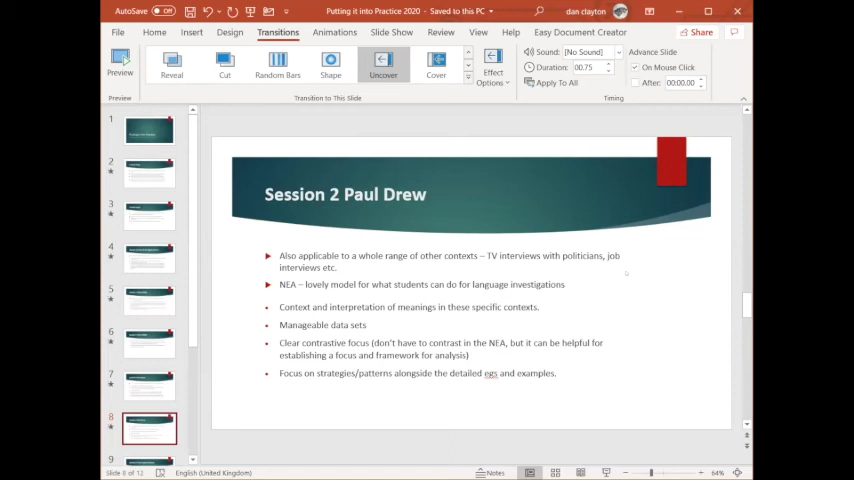 AutoSave Off
Putting it into Practice 2020 - Saved to this PC
dan clayton
File Home Insert Design Transitions Animations Slide Show Review View Help Easy Document Creator Share
Preview
Reveal Cut Random Bars Shape Uncover Cover
Effect
Options
Sound: [No Sound]
Duration: 00.75
Apply To All
Advance Slide
On Mouse Click
After: 00:00.00
Preview
Transition to This Slide
Timing
1
2
3
4
5
6
7
8
9
Session 2 Paul Drew
Also applicable to a whole range of other contexts – TV interviews with politicians, job
interviews etc.
NEA – lovely model for what students can do for language investigations
Context and interpretation of meanings in these specific contexts.
Manageable data sets
Clear contrastive focus (don't have to contrast in the NEA, but it can be helpful for
establishing a focus and framework for analysis)
Focus on strategies/patterns alongside the detailed egs and examples.
Slide 8 of 12
English (United Kingdom)
Notes
64%